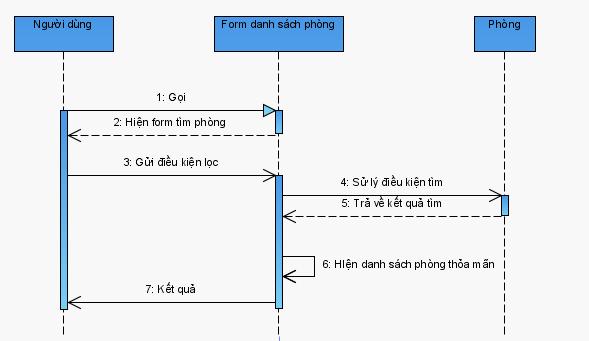 Người dùng
Form danh sách phòng
Phòng
1: Gọi
2: Hiện form tìm phòng
3: Gửi điều kiện lọc
4: Sử lý điều kiện tìm
5: Trả về kết quả tìm
6: HIện danh sách phòng thỏa mãn
7: Kết quả